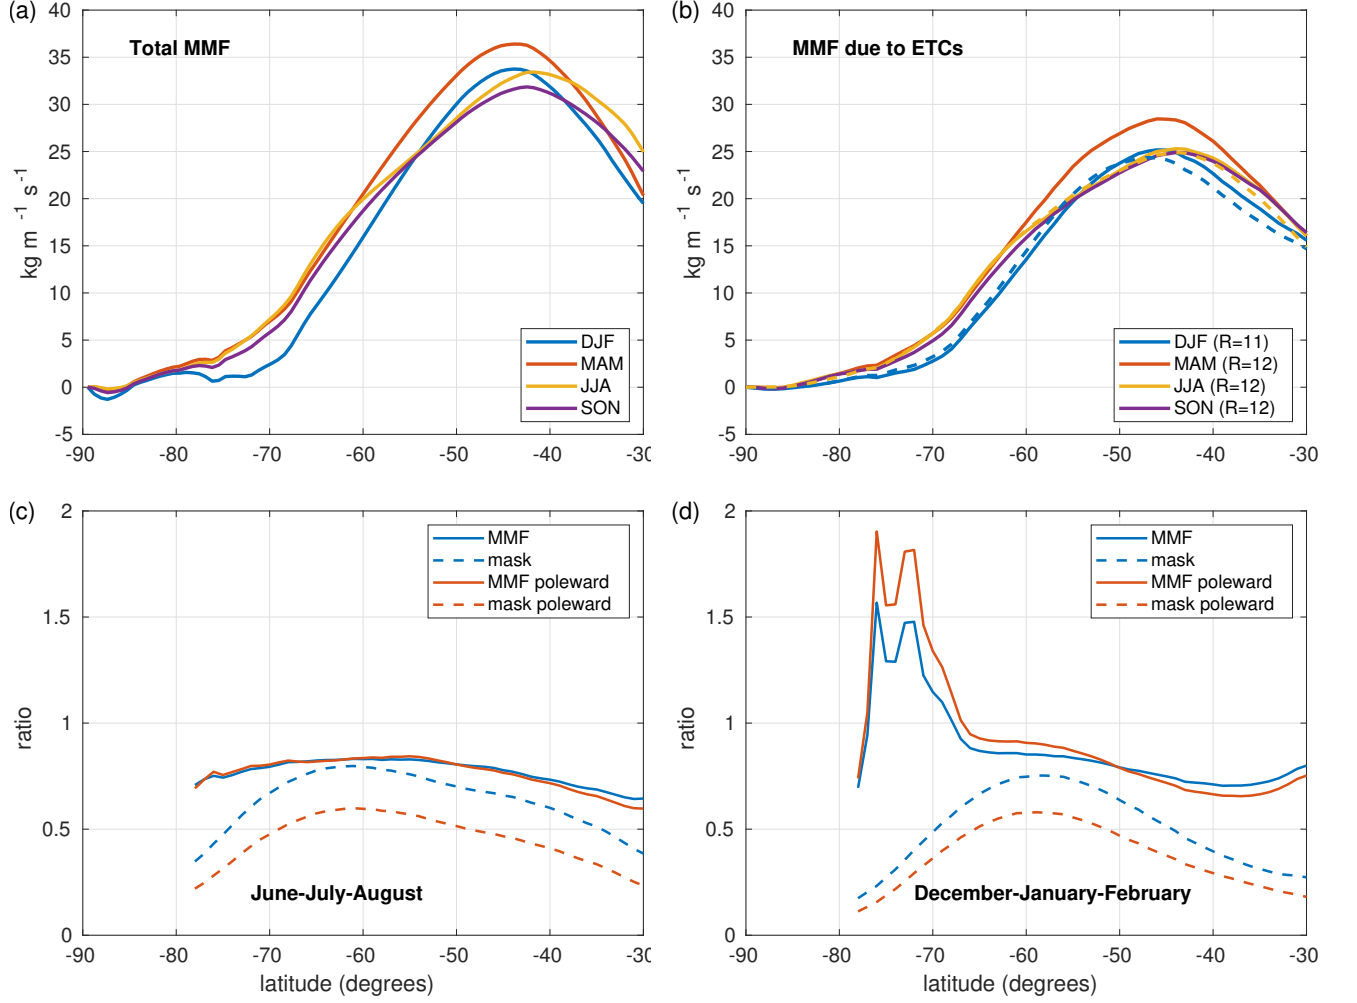 (a)
Total MMF
40
35
30
25
20
15
10
5
0
-5
kg m⁻¹ s⁻¹
-90 -80 -70 -60 -50 -40 -30
DJF
MAM
JJA
SON
(b)
MMF due to ETCs
40
35
30
25
20
15
10
5
0
-5
kg m⁻¹ s⁻¹
-90 -80 -70 -60 -50 -40 -30
DJF (R=11)
MAM (R=12)
JJA (R=12)
SON (R=12)
(c)
2
1.5
1
0.5
0
ratio
MMF
mask
MMF poleward
mask poleward
June-July-August
-90 -80 -70 -60 -50 -40 -30
latitude (degrees)
(d)
2
1.5
1
0.5
0
ratio
MMF
mask
MMF poleward
mask poleward
December-January-February
-90 -80 -70 -60 -50 -40 -30
latitude (degrees)